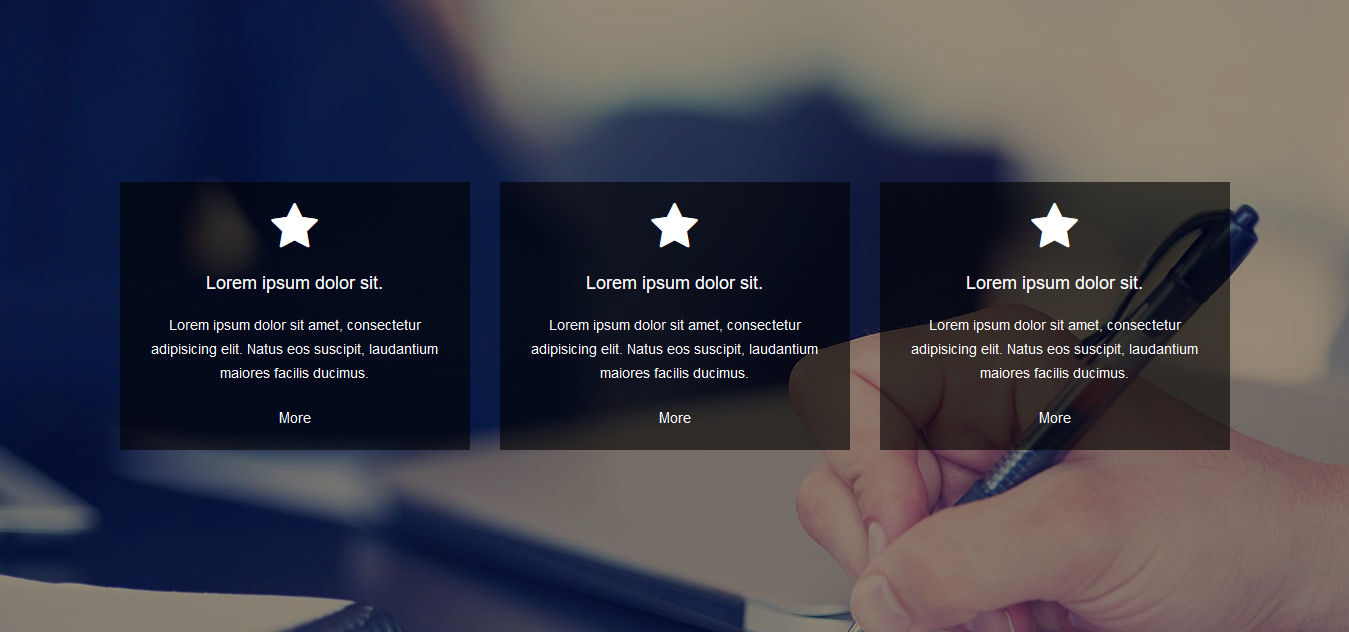 Lorem ipsum dolor sit.
Lorem ipsum dolor sit amet, consectetur
adipisicing elit. Natus eos suscipit, laudantium
maiores facilis ducimus.
More
Lorem ipsum dolor sit.
Lorem ipsum dolor sit amet, consectetur
adipisicing elit. Natus eos suscipit, laudantium
maiores facilis ducimus.
More
Lorem ipsum dolor sit.
Lorem ipsum dolor sit amet, consectetur
adipisicing elit. Natus eos suscipit, laudantium
maiores facilis ducimus.
More